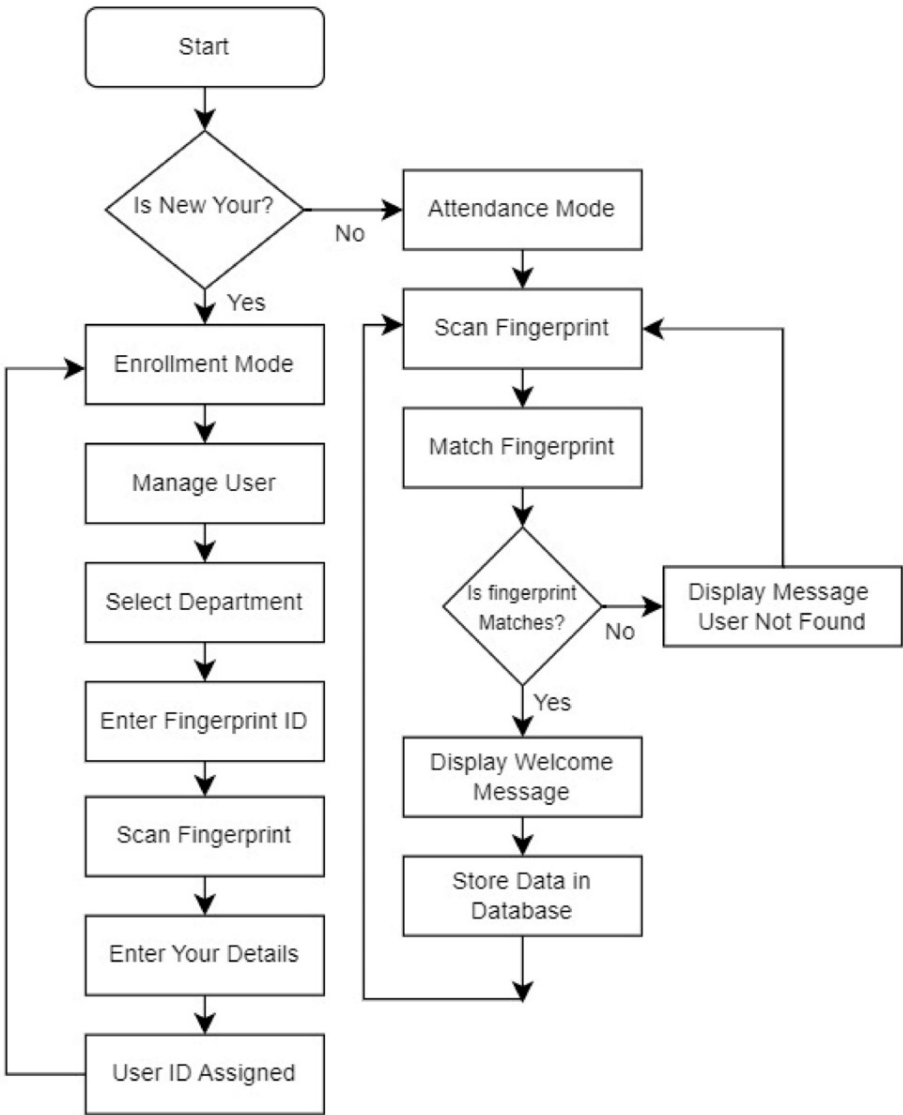 Start
Is New Your?
No
Attendance Mode
Yes
Enrollment Mode
Scan Fingerprint
Manage User
Match Fingerprint
Select Department
Is fingerprint
Matches?
No
Display Message
User Not Found
Enter Fingerprint ID
Yes
Display Welcome
Message
Scan Fingerprint
Store Data in
Database
Enter Your Details
User ID Assigned